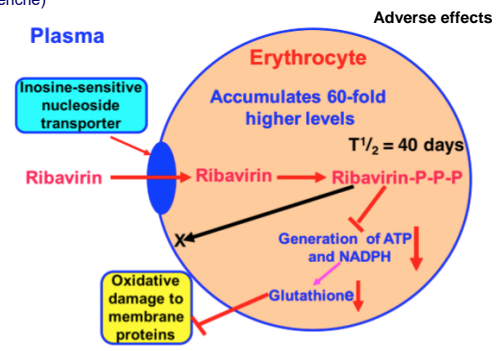 eriche)
Adverse effects
Plasma
Erythrocyte
Inosine-sensitive
nucleoside
transporter
Accumulates 60-fold
higher levels
T1/2 = 40 days
Ribavirin
Ribavirin
Ribavirin-P-P-P
X
Generation of ATP
and NADPH
Oxidative
damage to
membrane
proteins
Glutathione